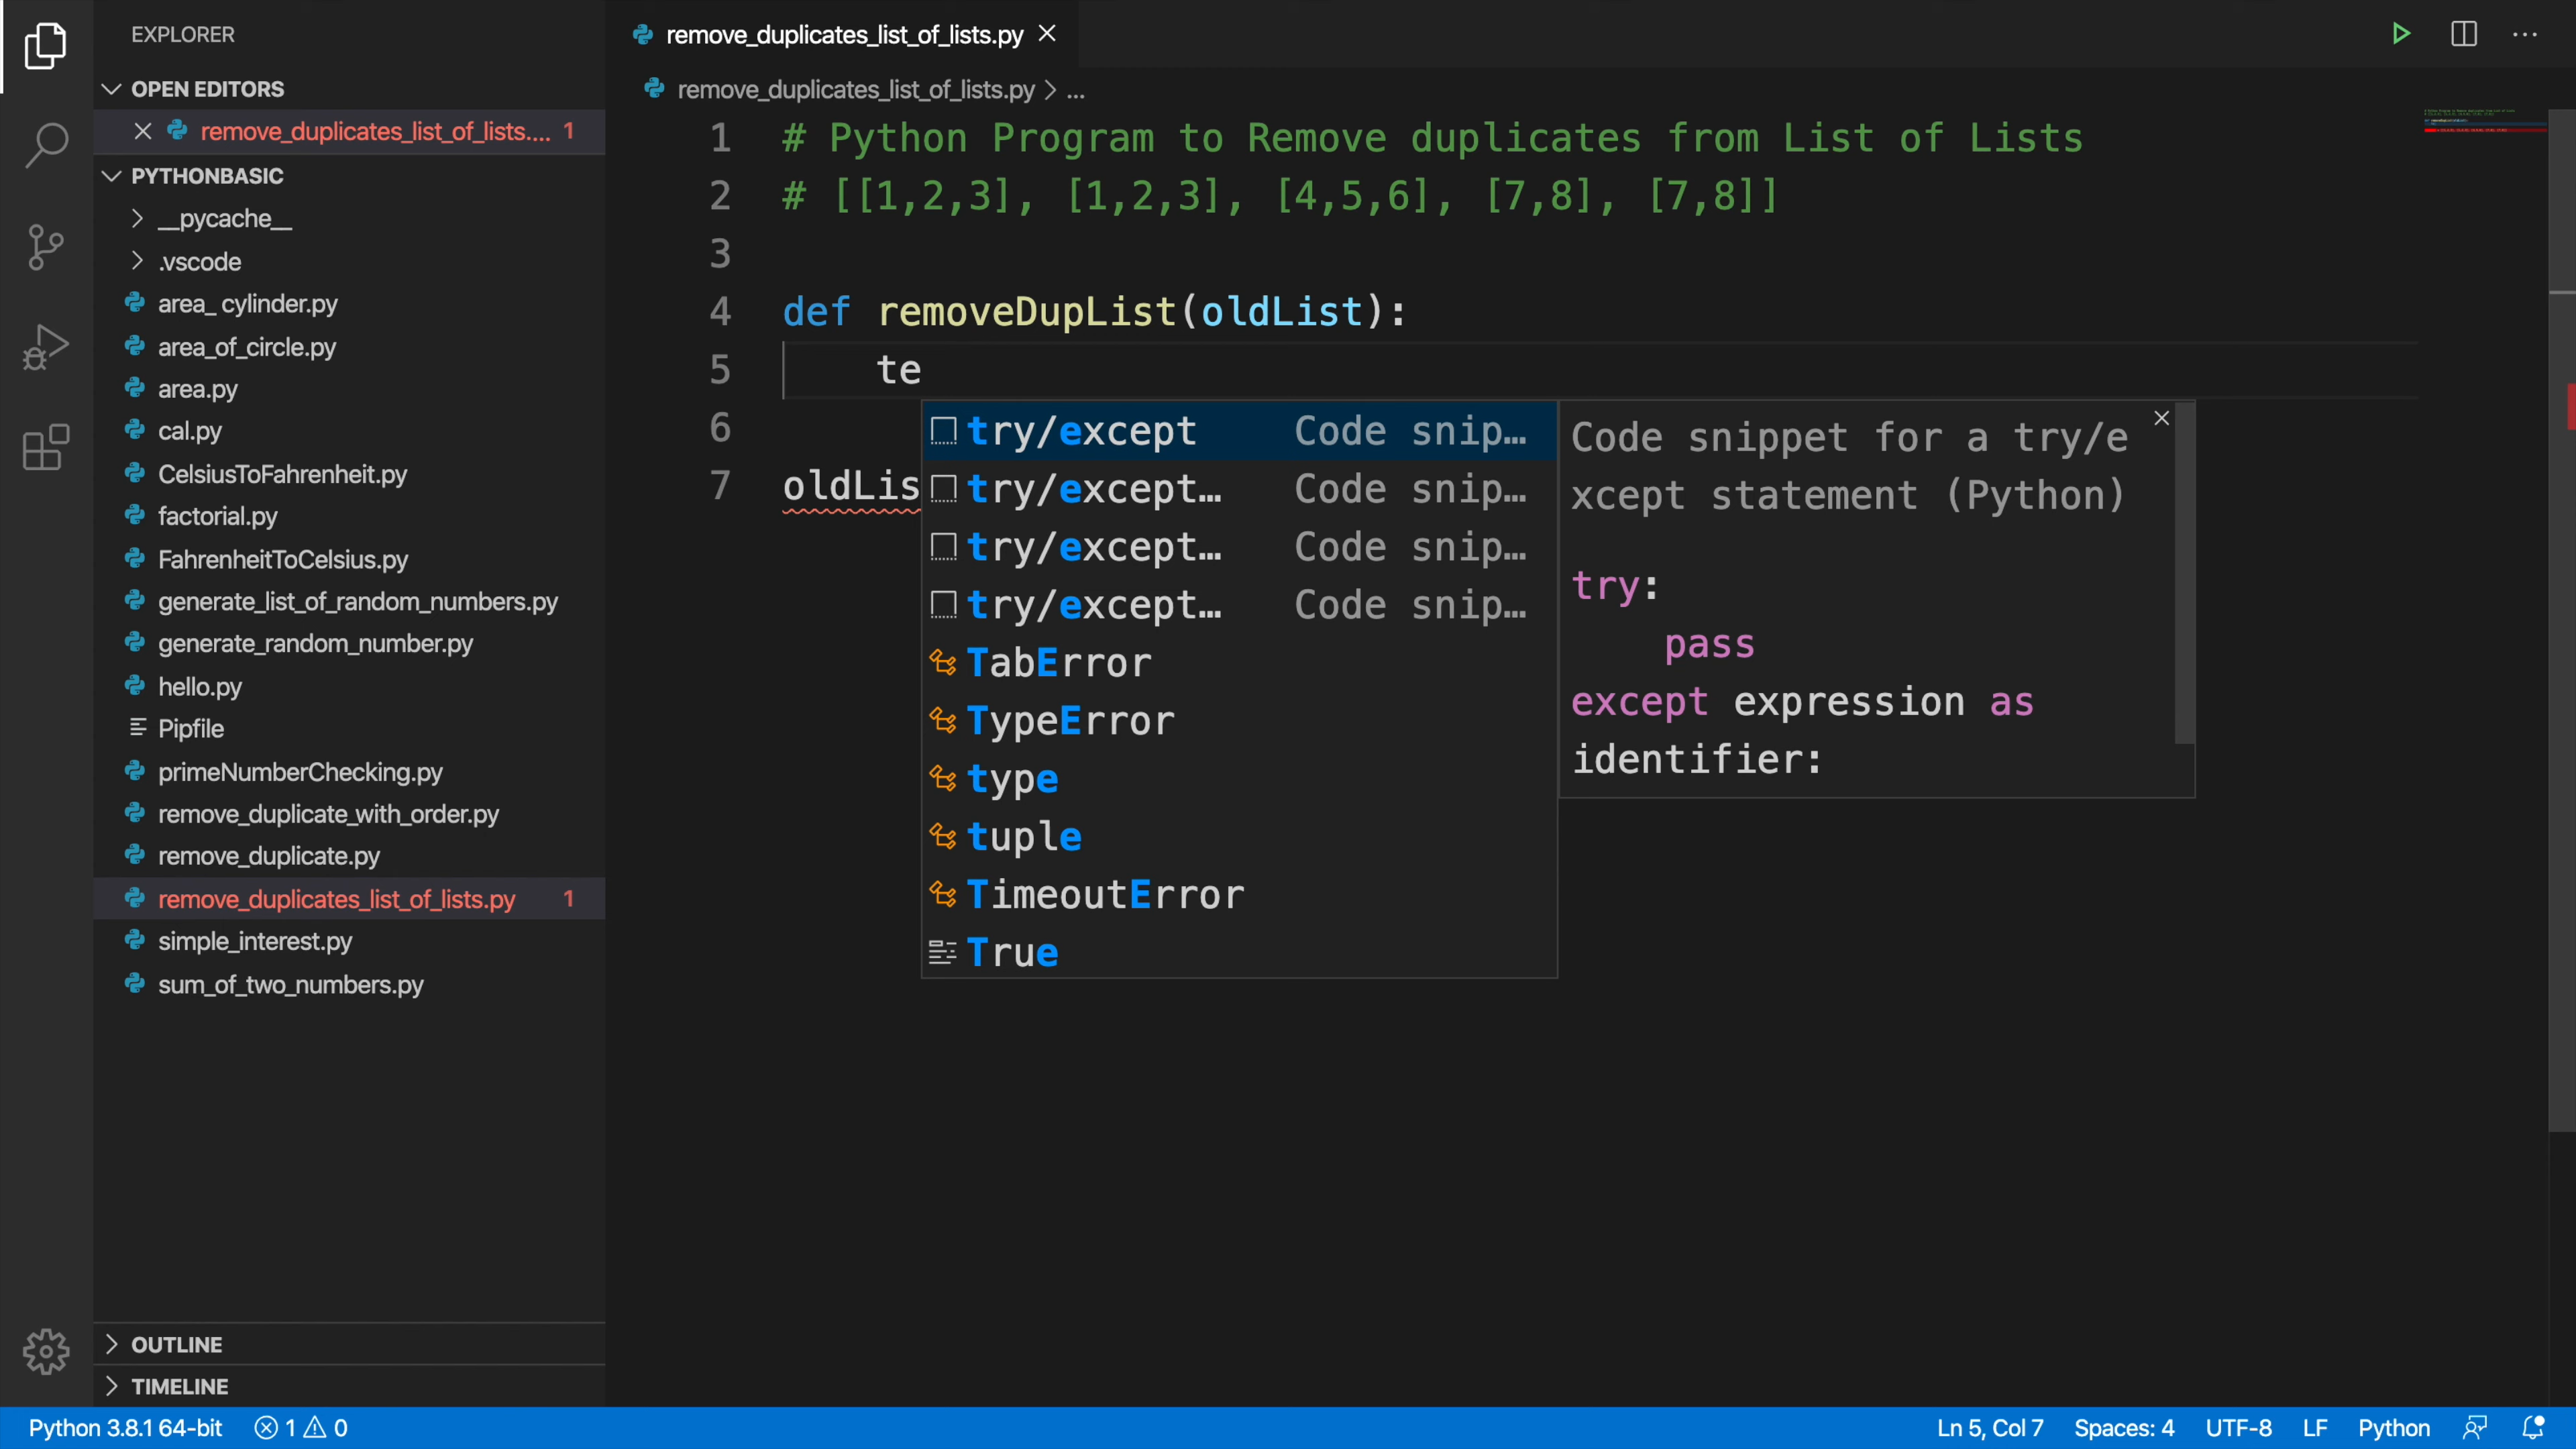 EXPLORER
OPEN EDITORS
remove_duplicates_list_of_lists.... 1
PYTHONBASIC
__pycache__
.vscode
area_ cylinder.py
area_of_circle.py
area.py
cal.py
CelsiusToFahrenheit.py
factorial.py
FahrenheitToCelsius.py
generate_list_of_random_numbers.py
generate_random_number.py
hello.py
Pipfile
primeNumberChecking.py
remove_duplicate_with_order.py
remove_duplicate.py
remove_duplicates_list_of_lists.py 1
simple_interest.py
sum_of_two_numbers.py
OUTLINE
TIMELINE
remove_duplicates_list_of_lists.py
remove_duplicates_list_of_lists.py > ...
1 # Python Program to Remove duplicates from List of Lists
2 # [[1,2,3], [1,2,3], [4,5,6], [7,8], [7,8]]
3
4 def removeDupList(oldList):
5 te
6
7 oldLis
try/except Code snip…
try/except… Code snip…
try/except… Code snip…
try/except… Code snip…
TabError
TypeError
type
tuple
TimeoutError
True
Code snippet for a try/e
xcept statement (Python)
try:
pass
except expression as
identifier:
Python 3.8.1 64-bit 1 0 Ln 5, Col 7 Spaces: 4 UTF-8 LF Python